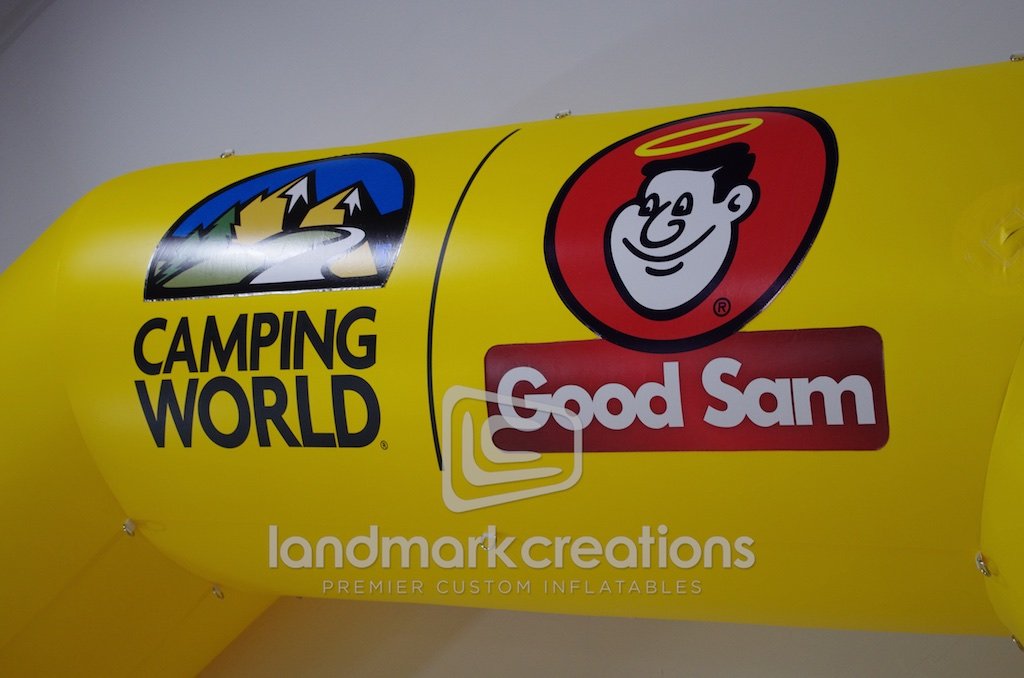 CAMPING
WORLD®
®
Good Sam
landmarkcreations
PREMIER CUSTOM INFLATABLES